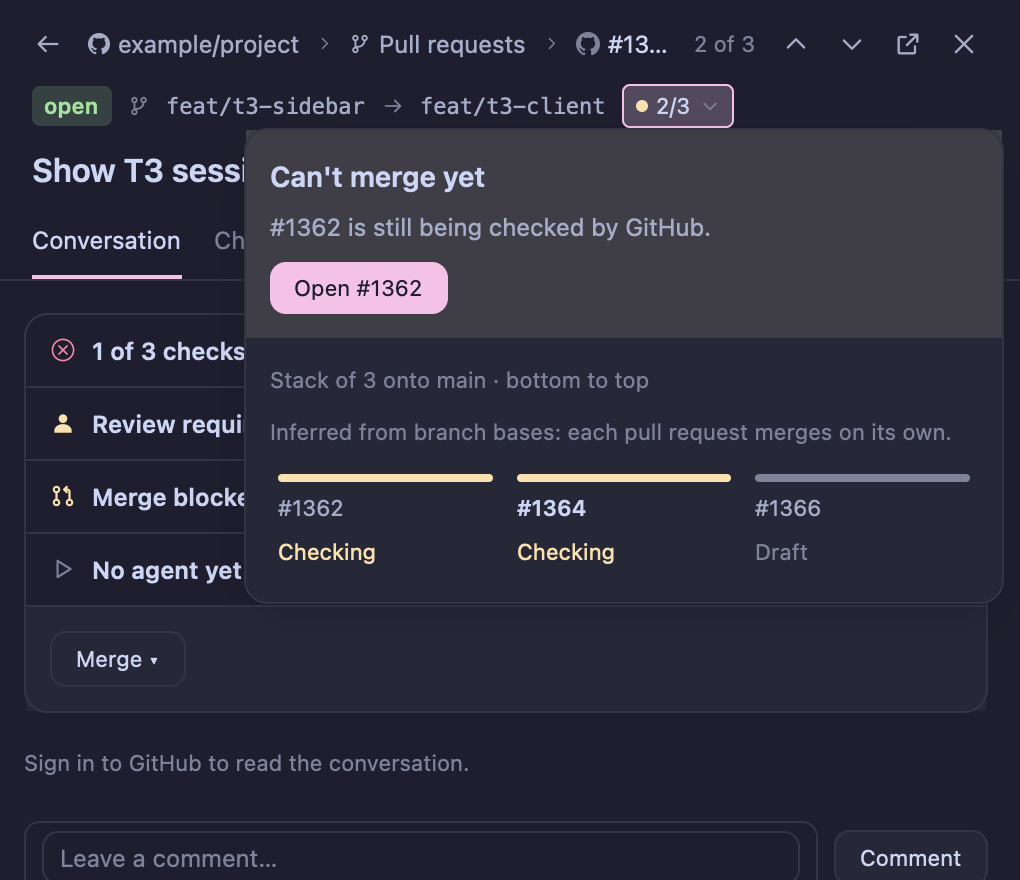 example/project > Pull requests > #13... 2 of 3
open feat/t3-sidebar → feat/t3-client 2/3
Show T3 sessi
Can't merge yet
#1362 is still being checked by GitHub.
Open #1362
Conversation Ch
Stack of 3 onto main · bottom to top
Inferred from branch bases: each pull request merges on its own.
#1362 #1364 #1366
Checking Checking Draft
1 of 3 checks
Review requi
Merge blocke
No agent yet
Merge ▾
Sign in to GitHub to read the conversation.
Leave a comment...
Comment